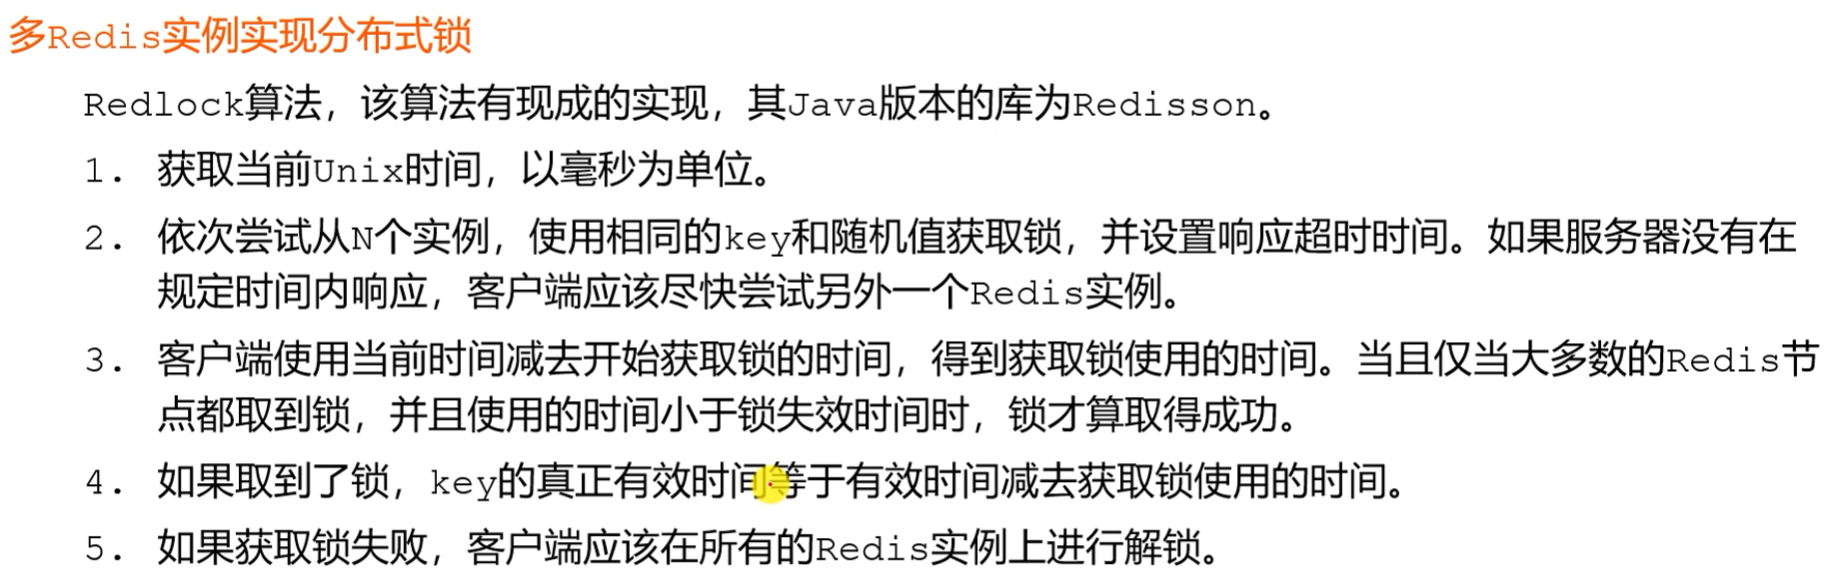 多Redis实例实现分布式锁
Redlock算法，该算法有现成的实现，其Java版本的库为Redisson。
1. 获取当前Unix时间，以毫秒为单位。
2. 依次尝试从N个实例，使用相同的key和随机值获取锁，并设置响应超时时间。如果服务器没有在
规定时间内响应，客户端应该尽快尝试另外一个Redis实例。
3. 客户端使用当前时间减去开始获取锁的时间，得到获取锁使用的时间。当且仅当大多数的Redis节
点都取到锁，并且使用的时间小于锁失效时间时，锁才算取得成功。
4. 如果取到了锁，key的真正有效时间等于有效时间减去获取锁使用的时间。
5. 如果获取锁失败，客户端应该在所有的Redis实例上进行解锁。